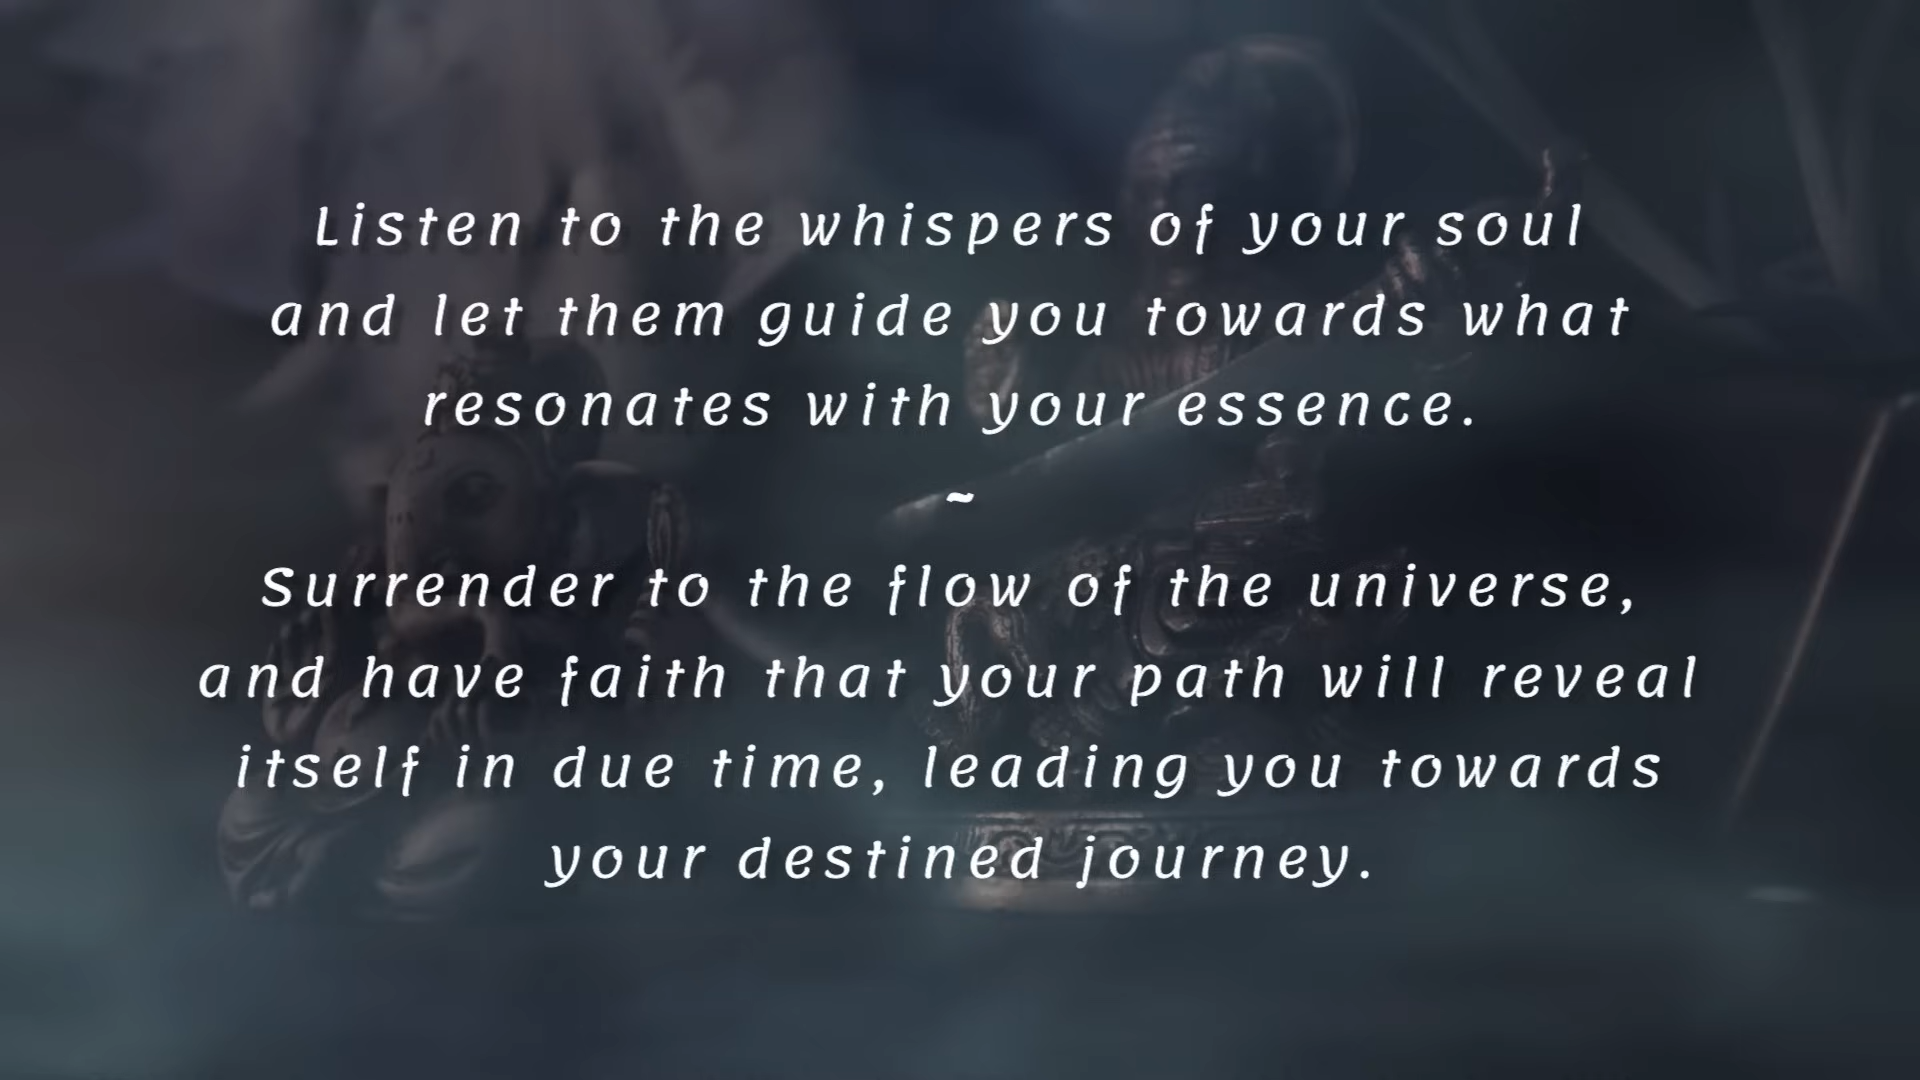 Listen to the whispers of your soul
and let them guide you towards what
resonates with your essence.
~
Surrender to the flow of the universe,
and have faith that your path will reveal
itself in due time, leading you towards
your destined journey.